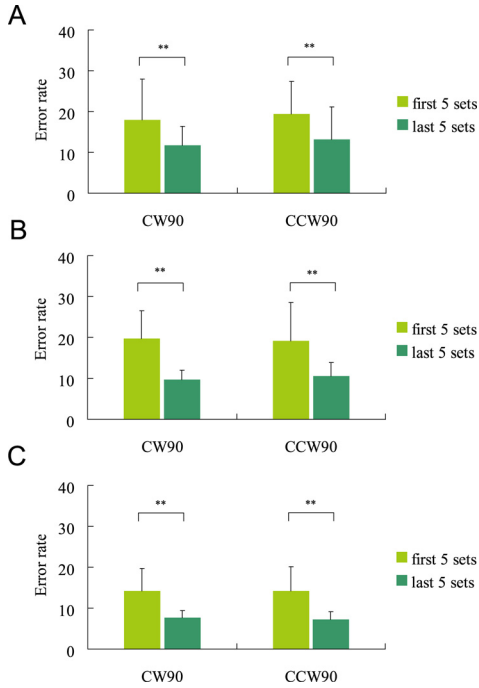 A
40
30
20
10
0
Error rate
**
**
CW90
CCW90
first 5 sets
last 5 sets
B
40
30
20
10
0
Error rate
**
**
CW90
CCW90
first 5 sets
last 5 sets
C
40
30
20
10
0
Error rate
**
**
CW90
CCW90
first 5 sets
last 5 sets